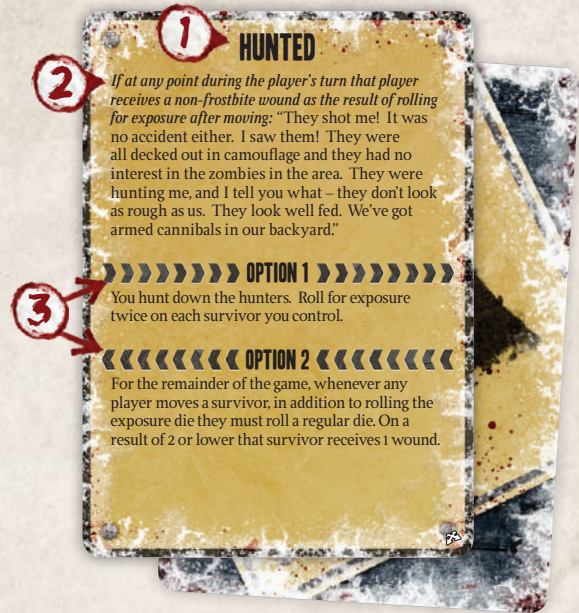 1
HUNTED
2
If at any point during the player's turn that player
receives a non-frostbite wound as the result of rolling
for exposure after moving: “They shot me! It was
no accident either. I saw them! They were
all decked out in camouflage and they had no
interest in the zombies in the area. They were
hunting me, and I tell you what – they don't look
as rough as us. They look well fed. We've got
armed cannibals in our backyard.”
OPTION 1
3
You hunt down the hunters. Roll for exposure
twice on each survivor you control.
OPTION 2
For the remainder of the game, whenever any
player moves a survivor, in addition to rolling the
exposure die they must roll a regular die. On a
result of 2 or lower that survivor receives 1 wound.